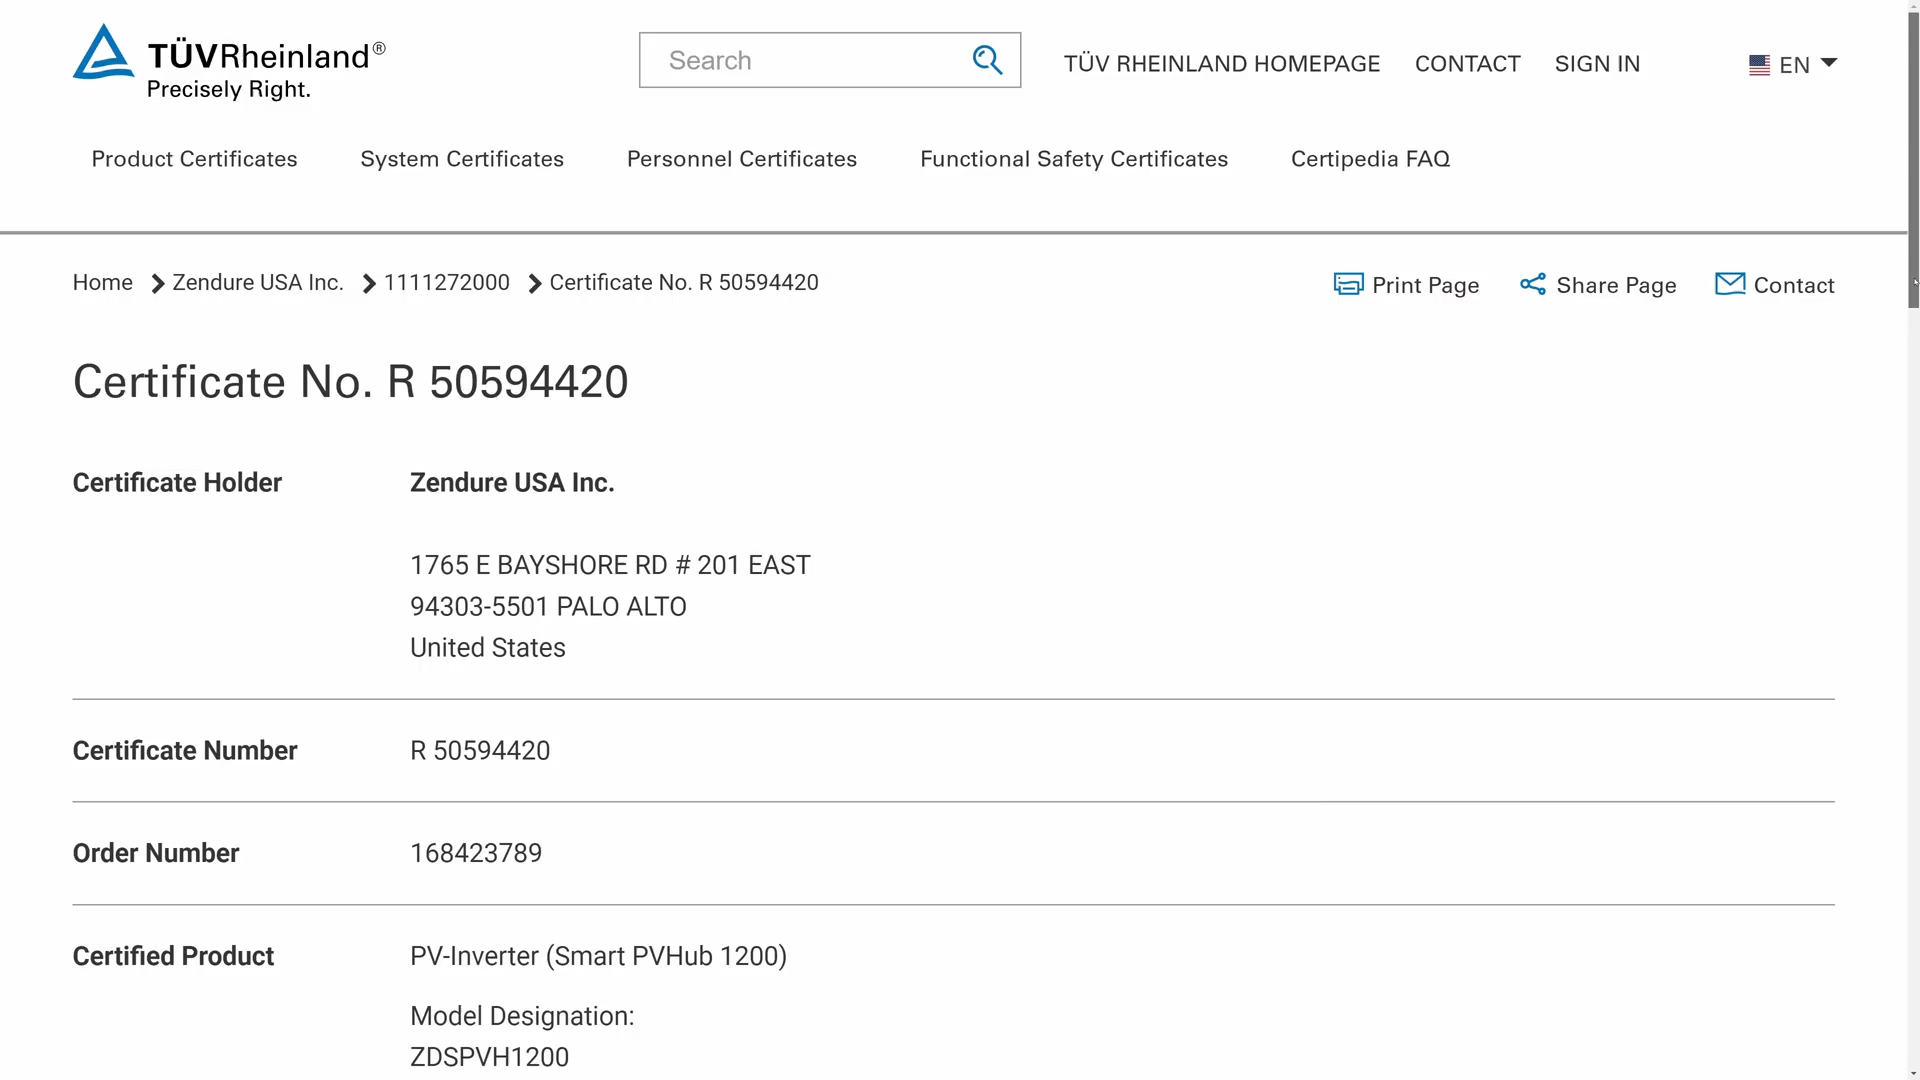 TÜVRheinland®
Precisely Right.
Search
TÜV RHEINLAND HOMEPAGE
CONTACT
SIGN IN
EN
Product Certificates
System Certificates
Personnel Certificates
Functional Safety Certificates
Certipedia FAQ
Home
Zendure USA Inc.
1111272000
Certificate No. R 50594420
Print Page
Share Page
Contact
Certificate No. R 50594420
Certificate Holder
Zendure USA Inc.
1765 E BAYSHORE RD # 201 EAST
94303-5501 PALO ALTO
United States
Certificate Number
R 50594420
Order Number
168423789
Certified Product
PV-Inverter (Smart PVHub 1200)
Model Designation:
ZDSPVH1200